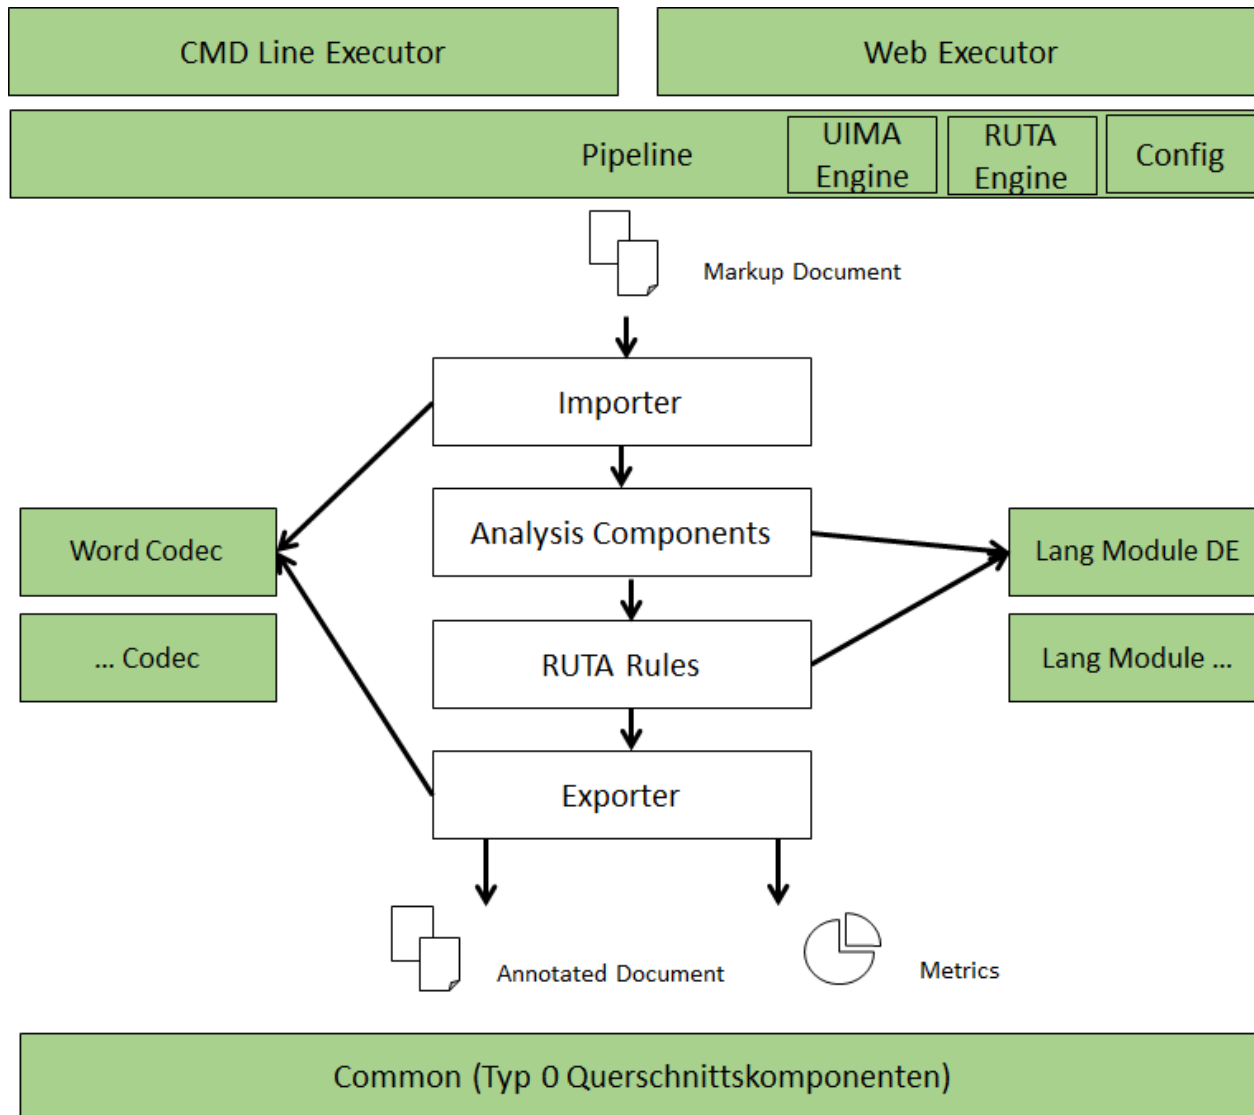 CMD Line Executor
Web Executor
Pipeline
UIMA
Engine
RUTA
Engine
Config
Markup Document
Importer
Analysis Components
Word Codec
Lang Module DE
... Codec
RUTA Rules
Lang Module ...
Exporter
Annotated Document
Metrics
Common (Typ 0 Querschnittskomponenten)